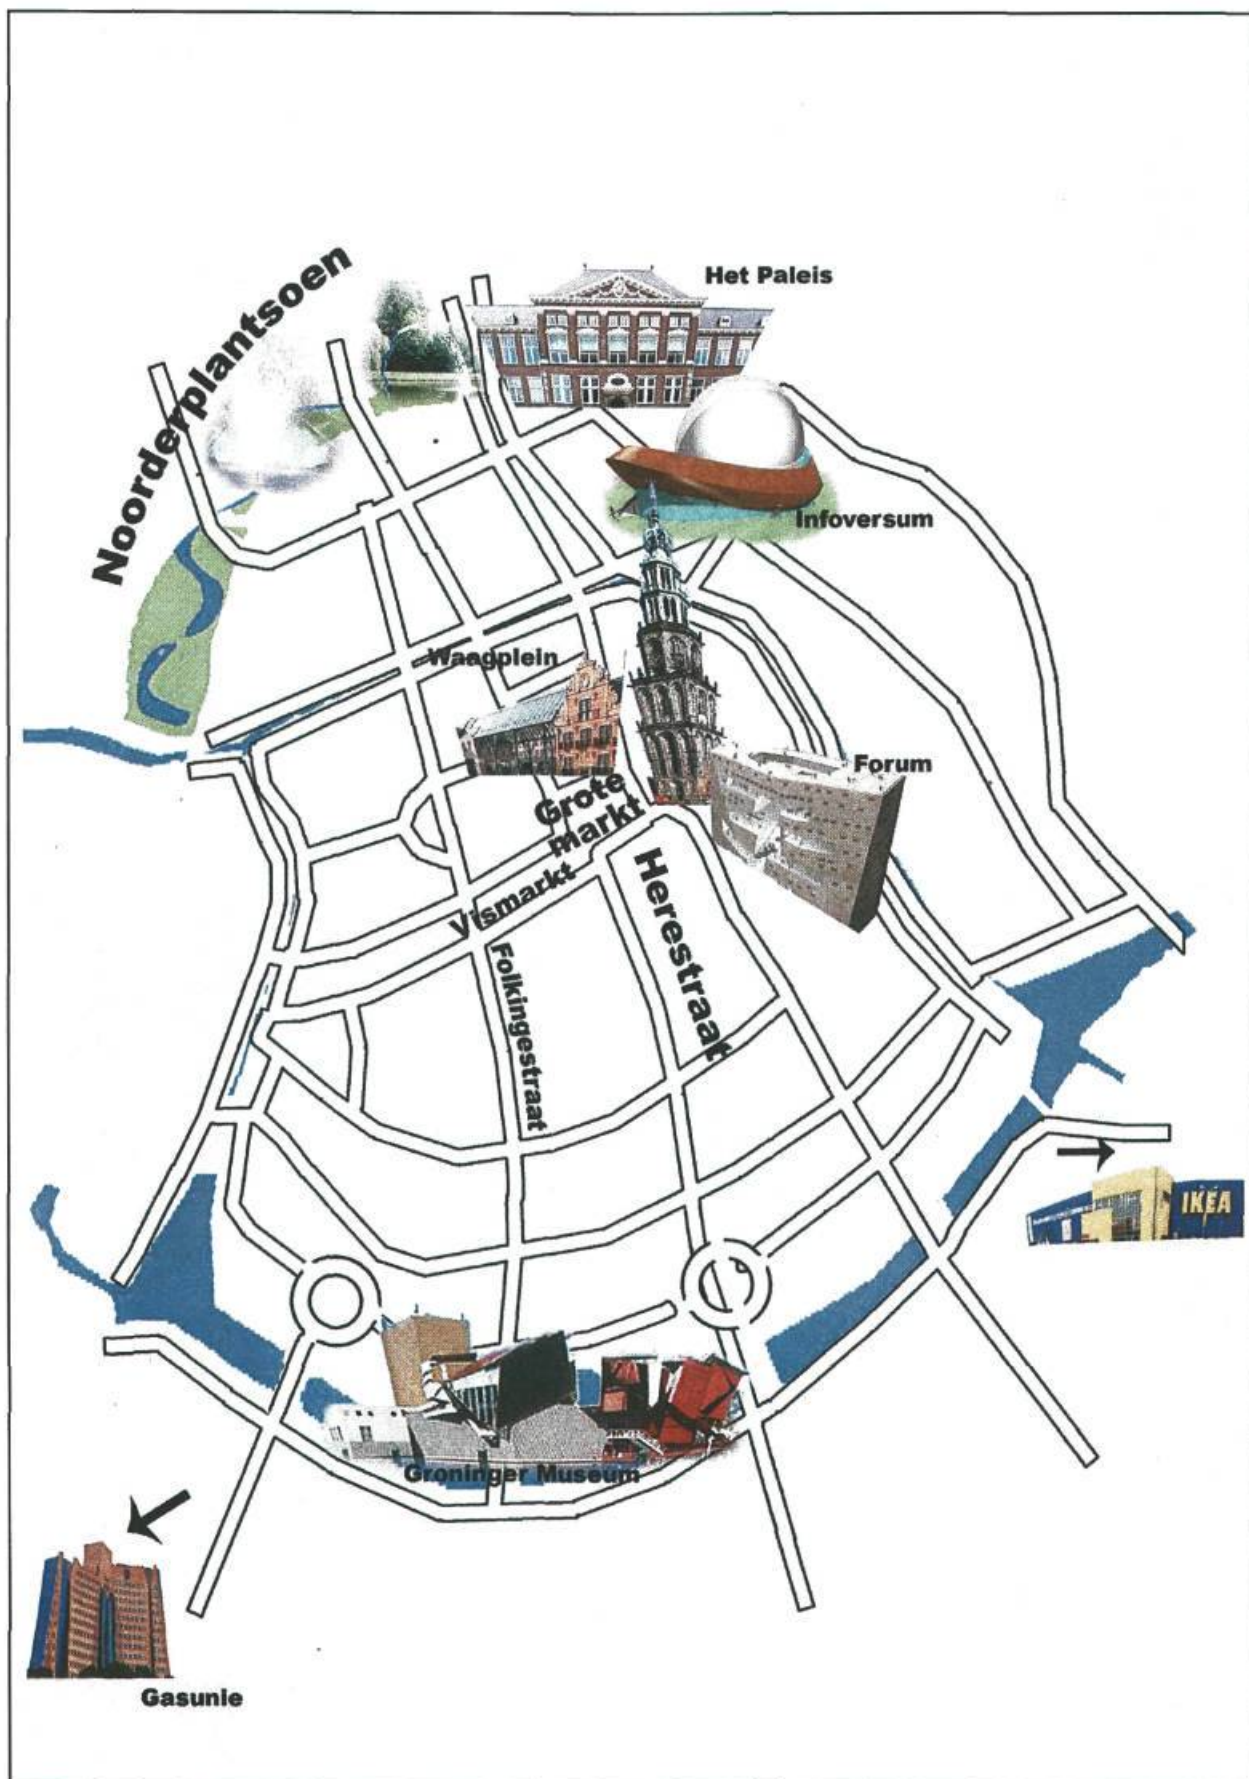 Noorderplantsoen
Het Paleis
Infoversum
Waagplein
Forum
Grote
markt
Vismarkt
Herestraat
Folkingestraat
IKEA
Groninger Museum
Gasunie